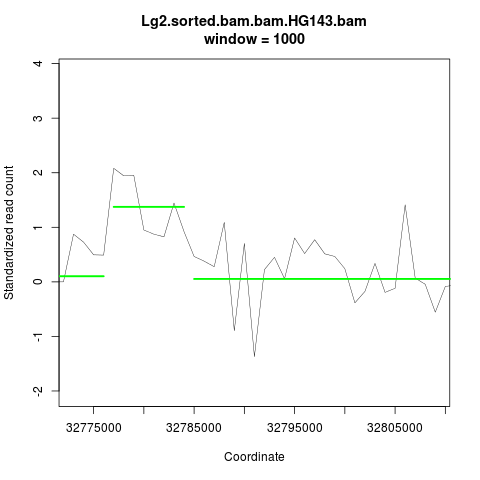 Lg2.sorted.bam.bam.HG143.bam
window = 1000
Standardized read count
4
3
2
1
0
-1
-2
32775000 32785000 32795000 32805000
Coordinate